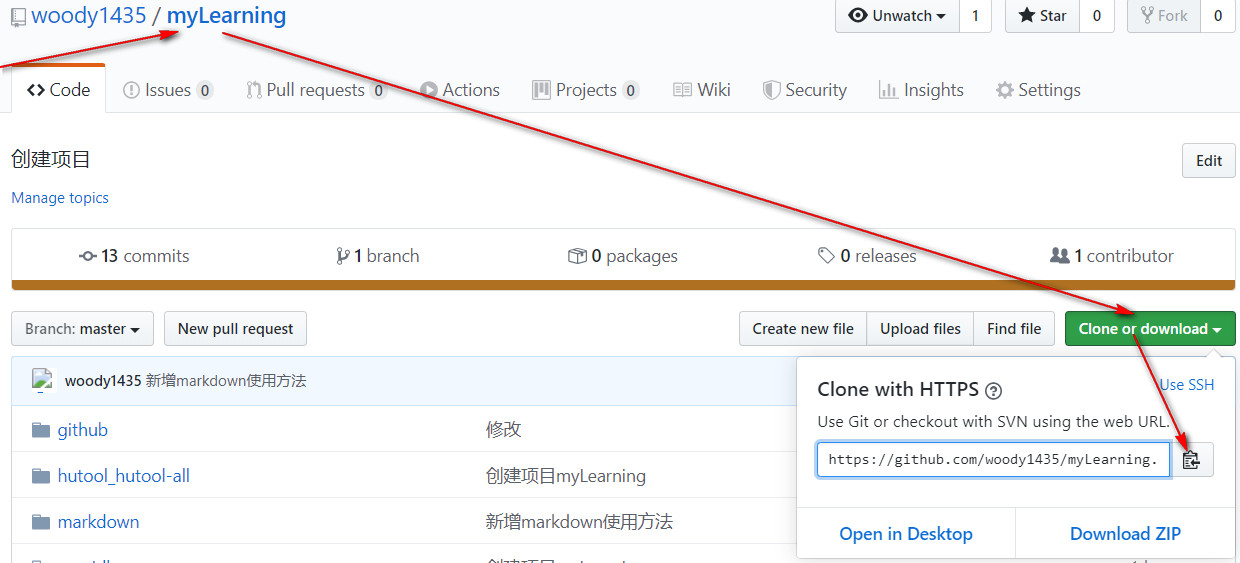 woody1435 / myLearning
Unwatch 1 Star 0 Fork 0
Code Issues 0 Pull requests 0 Actions Projects 0 Wiki Security Insights Settings
创建项目
Edit
Manage topics
13 commits 1 branch 0 packages 0 releases 1 contributor
Branch: master New pull request Create new file Upload files Find file Clone or download
woody1435 新增markdown使用方法
Clone with HTTPS ?
Use SSH
Use Git or checkout with SVN using the web URL.
https://github.com/woody1435/myLearning.
Open in Desktop Download ZIP
github 修改
hutool_hutool-all 创建项目myLearning
markdown 新增markdown使用方法